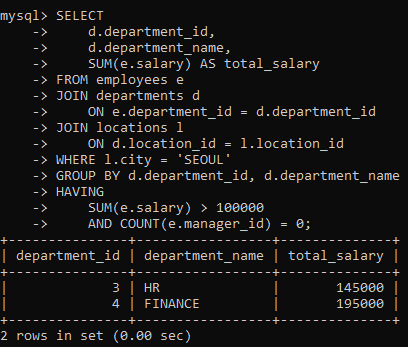 mysql> SELECT
    ->     d.department_id,
    ->     d.department_name,
    ->     SUM(e.salary) AS total_salary
    -> FROM employees e
    -> JOIN departments d
    ->     ON e.department_id = d.department_id
    -> JOIN locations l
    ->     ON d.location_id = l.location_id
    -> WHERE l.city = 'SEOUL'
    -> GROUP BY d.department_id, d.department_name
    -> HAVING
    ->     SUM(e.salary) > 100000
    ->     AND COUNT(e.manager_id) = 0;
+---------------+-----------------+--------------+
| department_id | department_name | total_salary |
+---------------+-----------------+--------------+
|             3 | HR              |       145000 |
|             4 | FINANCE         |       195000 |
+---------------+-----------------+--------------+
2 rows in set (0.00 sec)